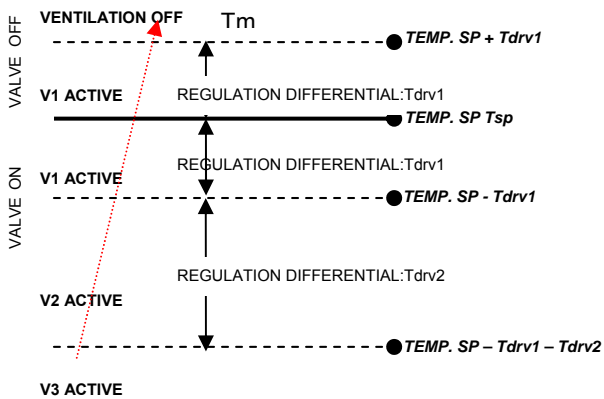 VENTILATION OFF
Tm
TEMP. SP + Tdrv1
VALVE OFF
V1 ACTIVE
REGULATION DIFFERENTIAL:Tdrv1
TEMP. SP Tsp
REGULATION DIFFERENTIAL:Tdrv1
V1 ACTIVE
VALVE ON
TEMP. SP - Tdrv1
REGULATION DIFFERENTIAL:Tdrv2
V2 ACTIVE
TEMP. SP – Tdrv1 – Tdrv2
V3 ACTIVE